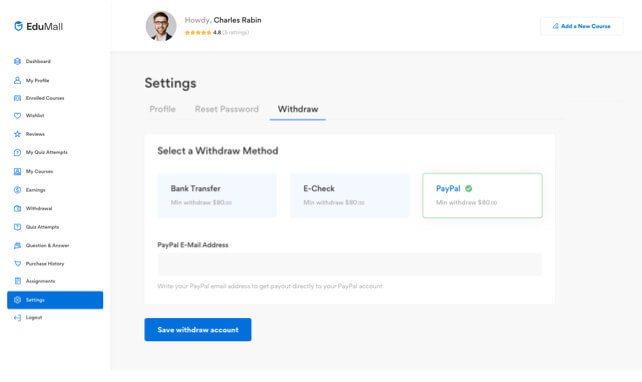 EduMall
Howdy, Charles Rabin
4.8 (5 ratings)
Add a New Course
Dashboard
My Profile
Enrolled Courses
Wishlist
Reviews
My Quiz Attempts
My Courses
Earnings
Withdrawal
Quiz Attempts
Question & Answer
Purchase History
Assignments
Settings
Logout
Settings
Profile Reset Password Withdraw
Select a Withdraw Method
Bank Transfer
Min withdraw $80.00
E-Check
Min withdraw $80.00
PayPal
Min withdraw $80.00
PayPal E-Mail Address
Write your PayPal email address to get payout directly to your PayPal account
Save withdraw account